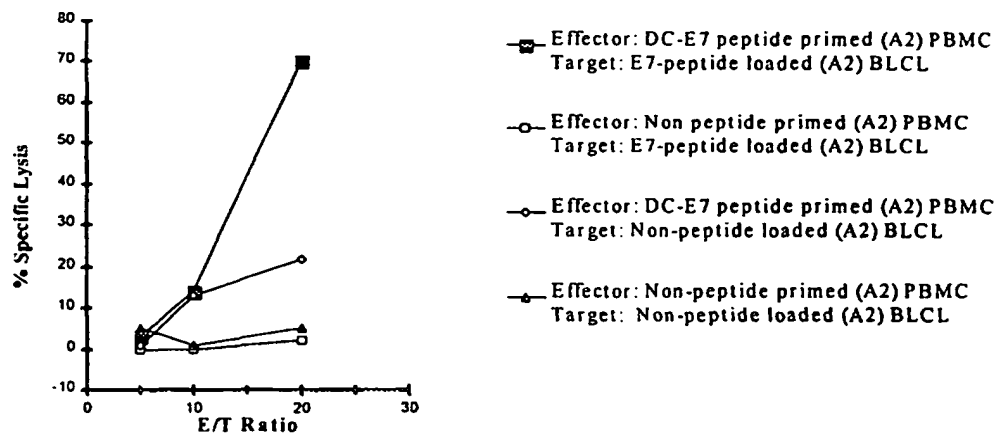 80
70
60
50
40
30
20
10
0
-10
% Specific Lysis
0
10
20
30
E/T Ratio
Effector: DC-E7 peptide primed (A2) PBMC
Target: E7-peptide loaded (A2) BLCL
Effector: Non peptide primed (A2) PBMC
Target: E7-peptide loaded (A2) BLCL
Effector: DC-E7 peptide primed (A2) PBMC
Target: Non-peptide loaded (A2) BLCL
Effector: Non-peptide primed (A2) PBMC
Target: Non-peptide loaded (A2) BLCL